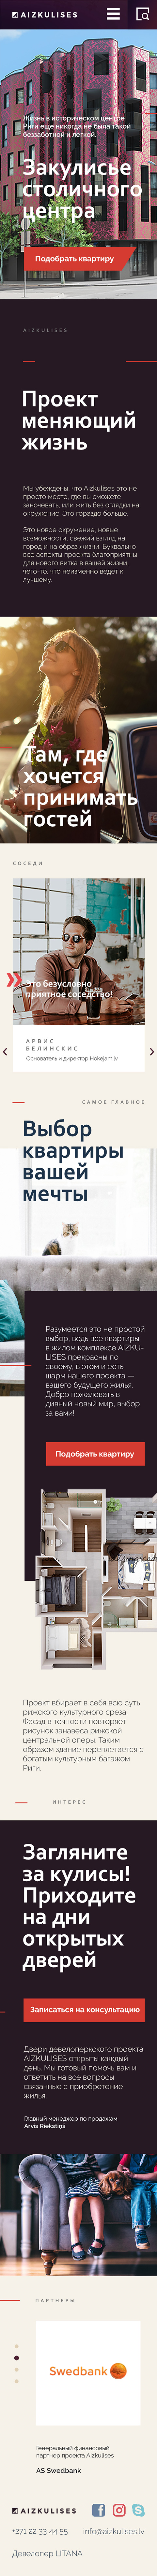 AIZKULISES
Жизнь в историческом центре
Риги еще никогда не была такой
беззаботной и легкой.
Закулисье
столичного
центра
Подобрать квартиру
AIZKULISES
Проект
меняющий
жизнь
Мы убеждены, что Aizkulises это не
просто место, где вы сможете
заночевать, или жить без оглядки на
окружение. Это гораздо больше.
Это новое окружение, новые
возможности, свежий взгляд на
город и на образ жизни. Буквально
все аспекты проекта благоприятны
для нового витка в вашей жизни,
чего-то, что неизменно ведет к
лучшему.
Там, где
хочется
принимать
гостей
СОСЕДИ
Это безусловно
приятное соседство!
АРВИС
БЕЛИНСКИС
Основатель и директор Hokejam.lv
САМОЕ ГЛАВНОЕ
Выбор
квартиры
вашей
мечты
Разумеется это не простой
выбор, ведь все квартиры
в жилом комплексе AIZKU-
LISES прекрасны по
своему, в этом и есть
шарм нашего проекта —
вашего будущего жилья.
Добро пожаловать в
дивный новый мир, выбор
за вами!
Подобрать квартиру
Проект вбирает в себя всю суть
рижского культурного среза.
Фасад в точности повторяет
рисунок занавеса рижской
центральной оперы. Таким
образом здание переплетается с
богатым культурным багажом
Риги.
ИНТЕРЕС
Загляните
за кулисы!
Приходите
на дни
открытых
дверей
Записаться на консультацию
Двери девелоперкского проекта
AIZKULISES открыты каждый
день. Мы готовый помочь вам и
ответить на все вопросы
связанные с приобретение
жилья.
Главный менеджер по продажам
Arvis Riekstiņš
ПАРТНЕРЫ
Swedbank
Генеральный финансовый
партнер проекта Aizkulises
AS Swedbank
AIZKULISES
+271 22 33 44 55
info@aizkulises.lv
Девелопер LITANA